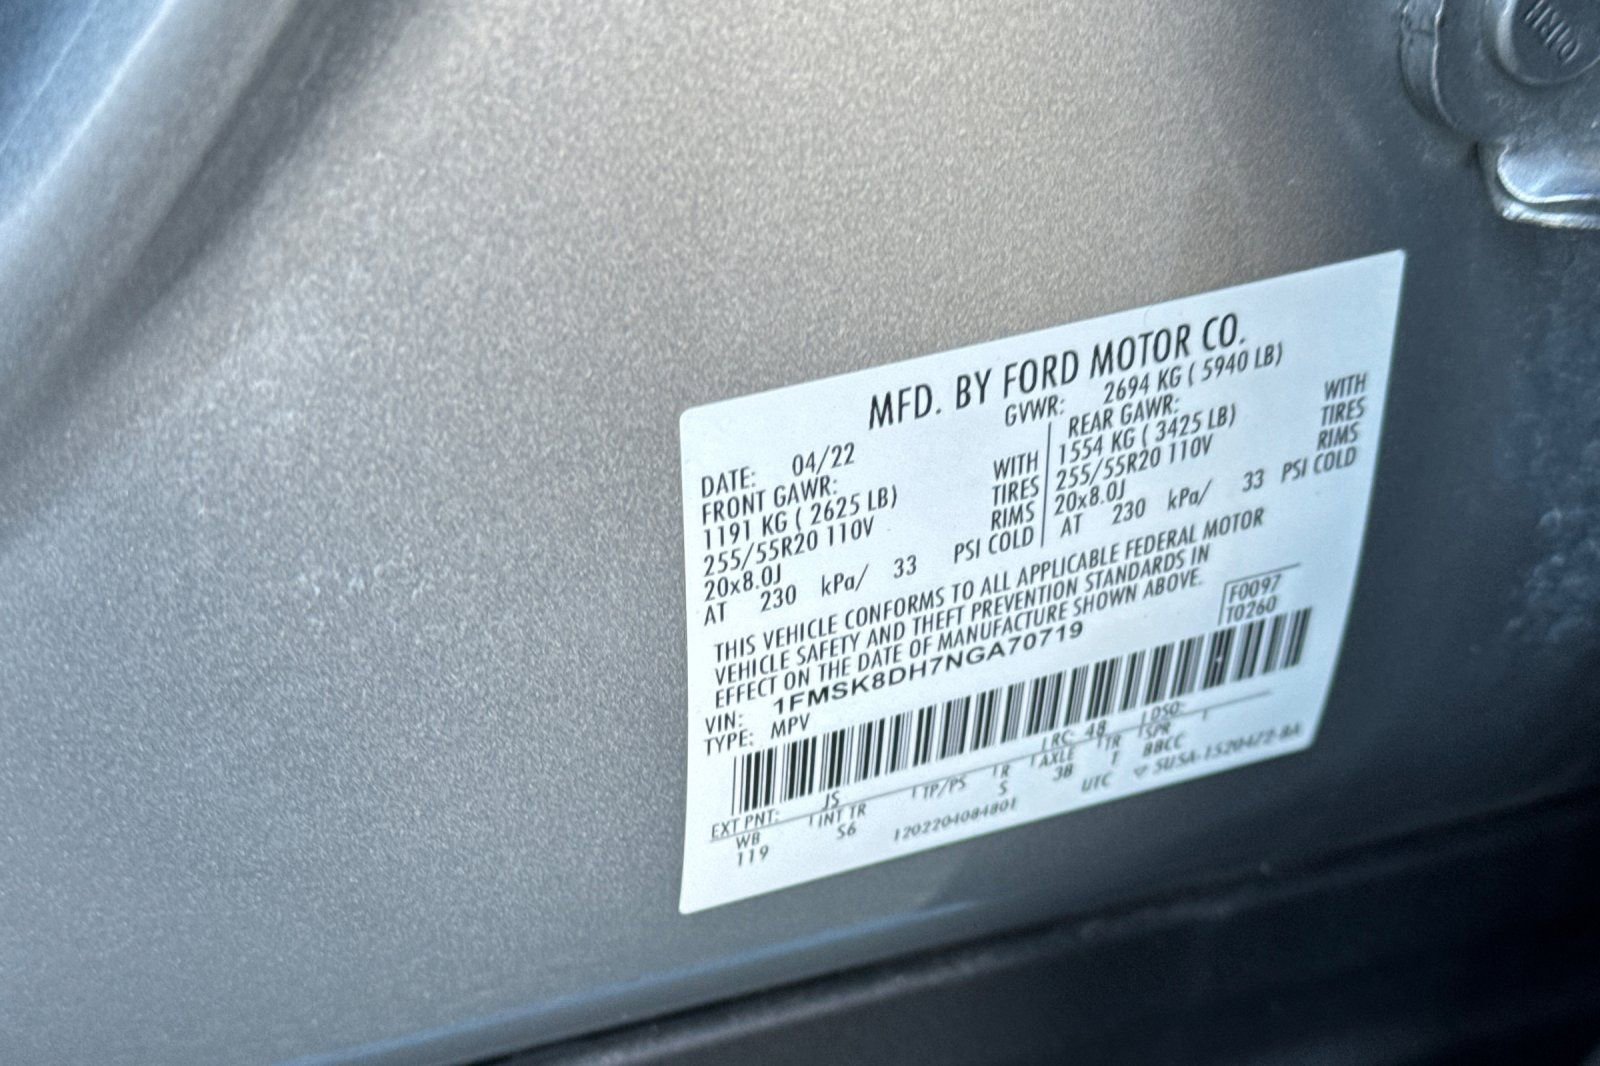 MFD. BY FORD MOTOR CO.
DATE: 04/22 GVWR: 2694 KG ( 5940 LB)
FRONT GAWR: REAR GAWR:
1191 KG ( 2625 LB) WITH 1554 KG ( 3425 LB) WITH
255/55R20 110V TIRES 255/55R20 110V TIRES
20x8.0J RIMS 20x8.0J RIMS
AT 230 kPa/ 33 PSI COLD AT 230 kPa/ 33 PSI COLD
THIS VEHICLE CONFORMS TO ALL APPLICABLE FEDERAL MOTOR
VEHICLE SAFETY AND THEFT PREVENTION STANDARDS IN
EFFECT ON THE DATE OF MANUFACTURE SHOWN ABOVE.
VIN: 1FMSK8DH7NGA70719 F0097
TYPE: MPV T0260
EXT PNT: JS RC: 48 DSO:
WB INT TR TP/PS R AXLE TR SPR
119 S6 S 38 T BBCC
1202204084801 UTC